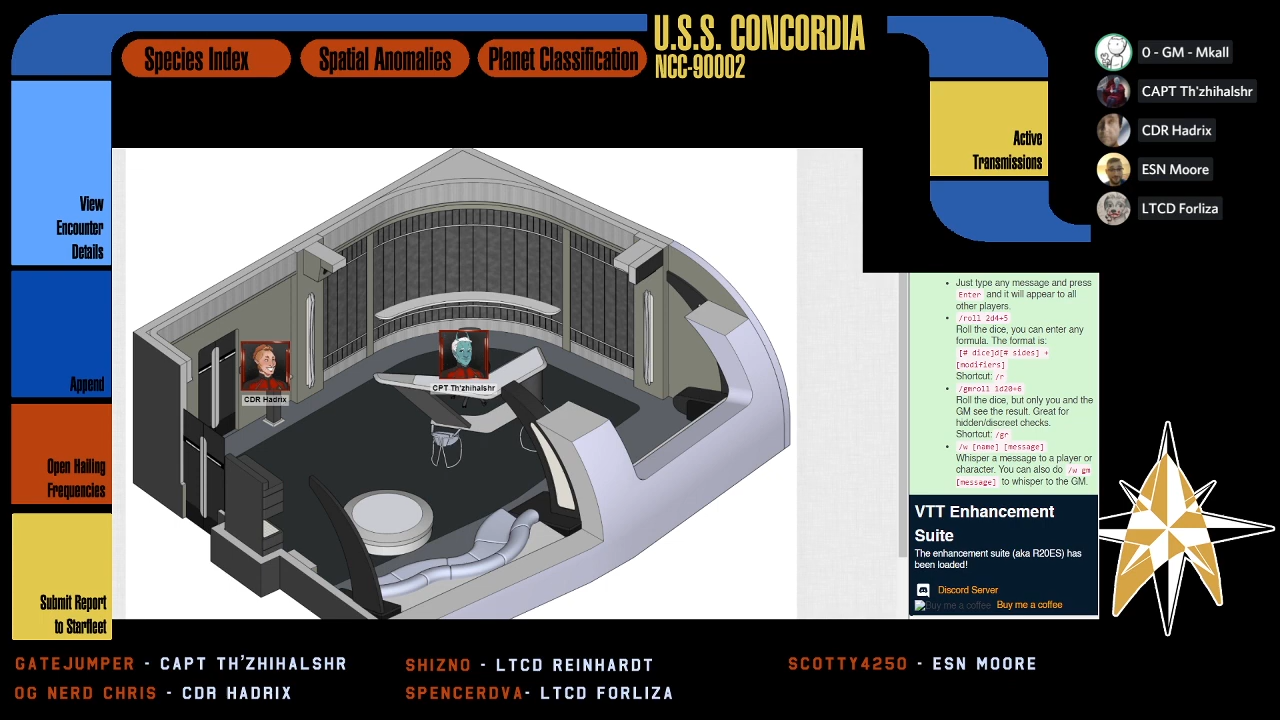 Species Index
Spatial Anomalies
Planet Classification
U.S.S. CONCORDIA
NCC-90002
View
Encounter
Details
Append
Open Hailing
Frequencies
Submit Report
to Starfleet
Active
Transmissions
0 - GM - Mkall
CAPT Th'zhihalshr
CDR Hadrix
ESN Moore
LTCD Forliza
CDR Hadrix
CPT Th'zhihalshr
Just type any message and press
Enter and it will appear to all
other players.
/roll 2d4+5
Roll the dice, you can enter any
formula. The format is:
[# dice]d[# sides] +
[modifiers]
Shortcut: /r
/gmroll 1d20+6
Roll the dice, but only you and the
GM see the result. Great for
hidden/discreet checks.
Shortcut: /gr
/w [name] [message]
Whisper a message to a player or
character. You can also do /w gm
[message] to whisper to the GM.
VTT Enhancement
Suite
The enhancement suite (aka R20ES) has
been loaded!
Discord Server
Buy me a coffee Buy me a coffee
GATEJUMPER - CAPT TH'ZHIHALSHR
OG NERD CHRIS - CDR HADRIX
SHIZNO - LTCD REINHARDT
SPENCERDVA- LTCD FORLIZA
SCOTTY4250 - ESN MOORE